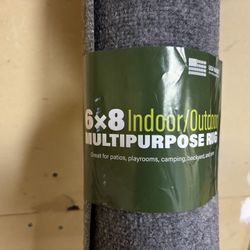 6×8 Indoor/Outdoor
MULTIPURPOSE RUG
Great for patios, playrooms, camping, backyard, and more